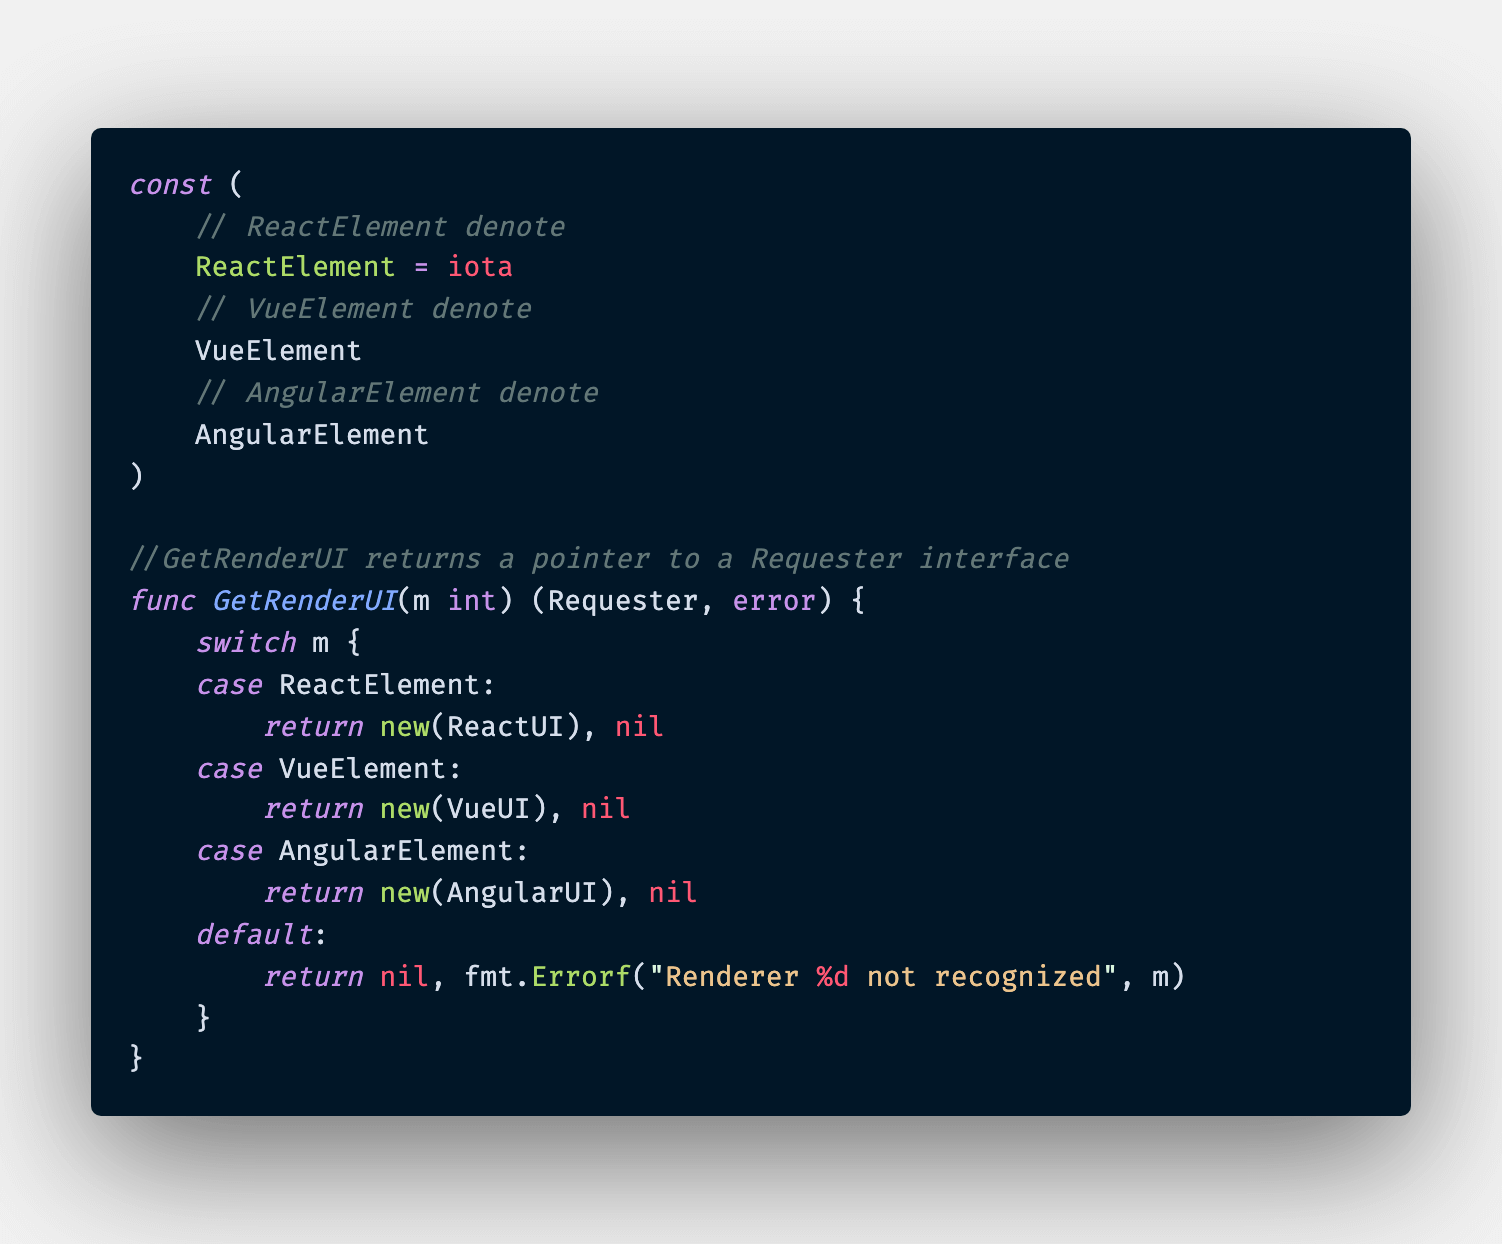 const (
    // ReactElement denote
    ReactElement = iota
    // VueElement denote
    VueElement
    // AngularElement denote
    AngularElement
)

//GetRenderUI returns a pointer to a Requester interface
func GetRenderUI(m int) (Requester, error) {
    switch m {
    case ReactElement:
        return new(ReactUI), nil
    case VueElement:
        return new(VueUI), nil
    case AngularElement:
        return new(AngularUI), nil
    default:
        return nil, fmt.Errorf("Renderer %d not recognized", m)
    }
}